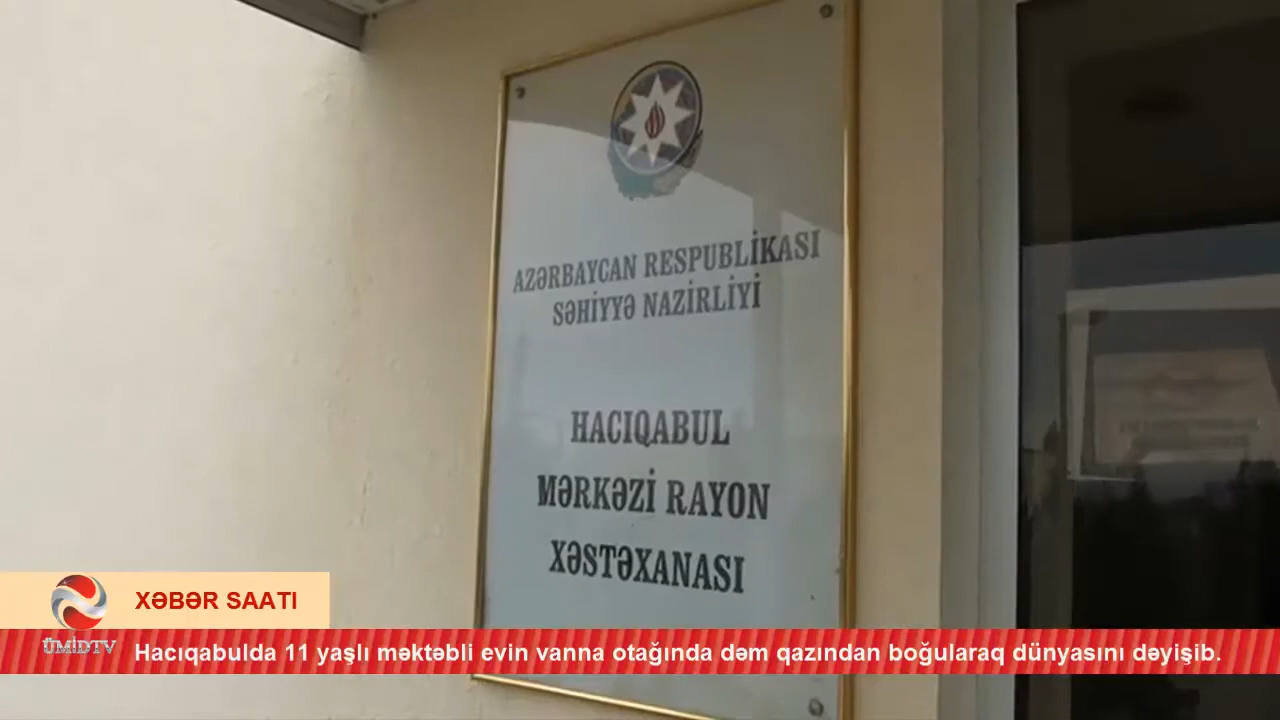 AZƏRBAYCAN RESPUBLİKASI
SƏHİYYƏ NAZİRLİYİ
HACIQABUL
MƏRKƏZİ RAYON
XƏSTƏXANASI
XƏBƏR SAATI
ÜMİDTV
Hacıqabulda 11 yaşlı məktəbli evin vanna otağında dəm qazından boğularaq dünyasını dəyişib.